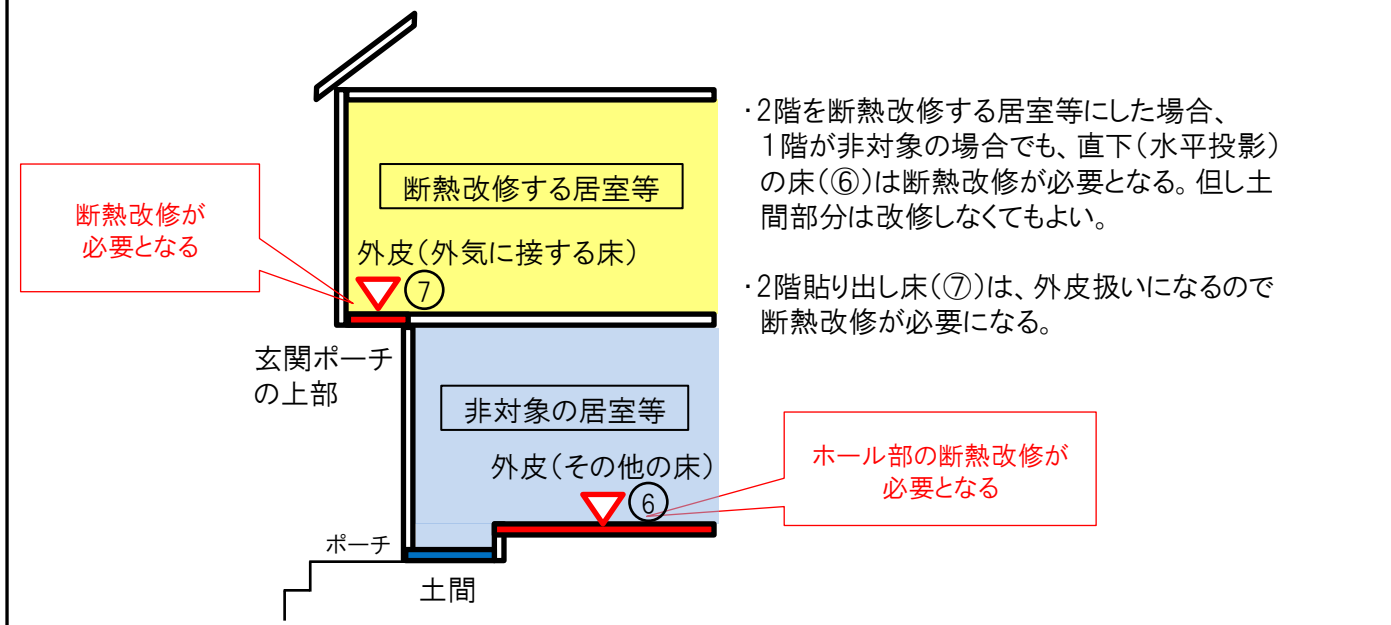 ・2階を断熱改修する居室等にした場合、
1階が非対象の場合でも、直下(水平投影)
の床(⑥)は断熱改修が必要となる。但し土
間部分は改修しなくてもよい。
・2階貼り出し床(⑦)は、外皮扱いになるので
断熱改修が必要になる。
断熱改修する居室等
断熱改修が
必要となる
外皮(外気に接する床)
⑦
玄関ポーチ
の上部
非対象の居室等
外皮(その他の床)
⑥
ホール部の断熱改修が
必要となる
ポーチ
土間